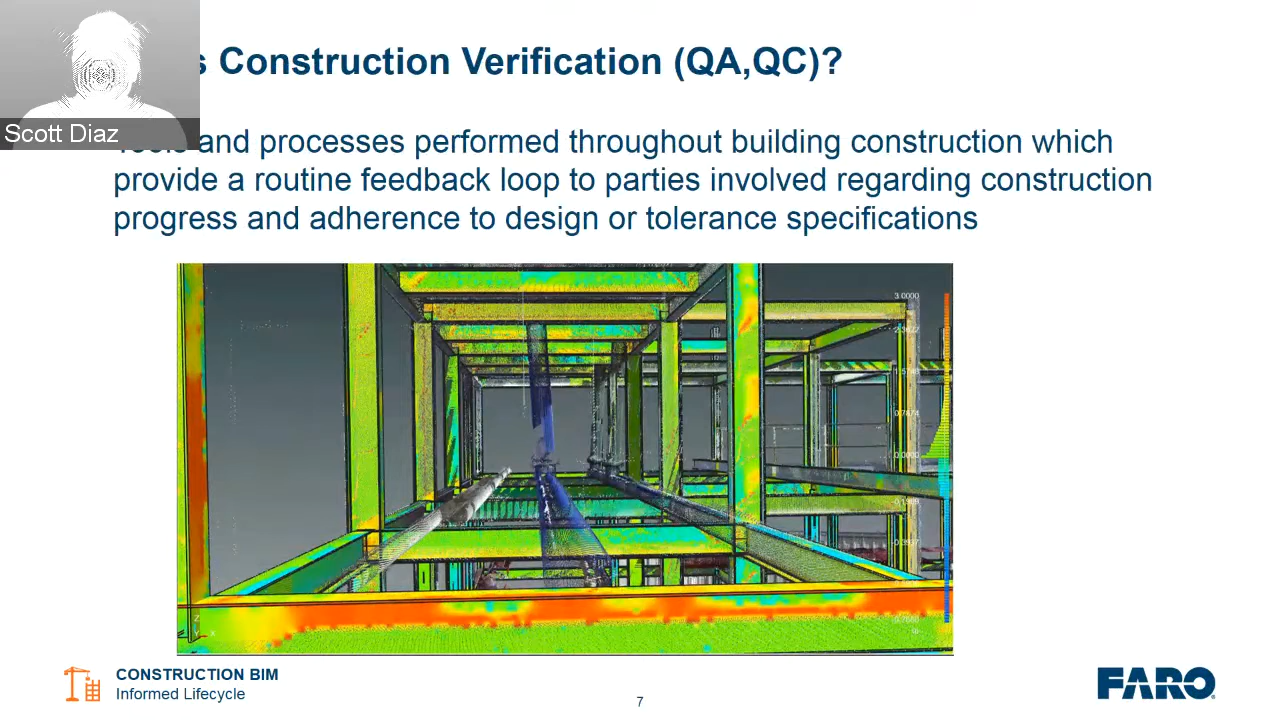 s Construction Verification (QA,QC)?
Scott Diaz
and processes performed throughout building construction which
provide a routine feedback loop to parties involved regarding construction
progress and adherence to design or tolerance specifications
3.0000
0.7674
0.0000
Z
X
CONSTRUCTION BIM
Informed Lifecycle
7
FARO